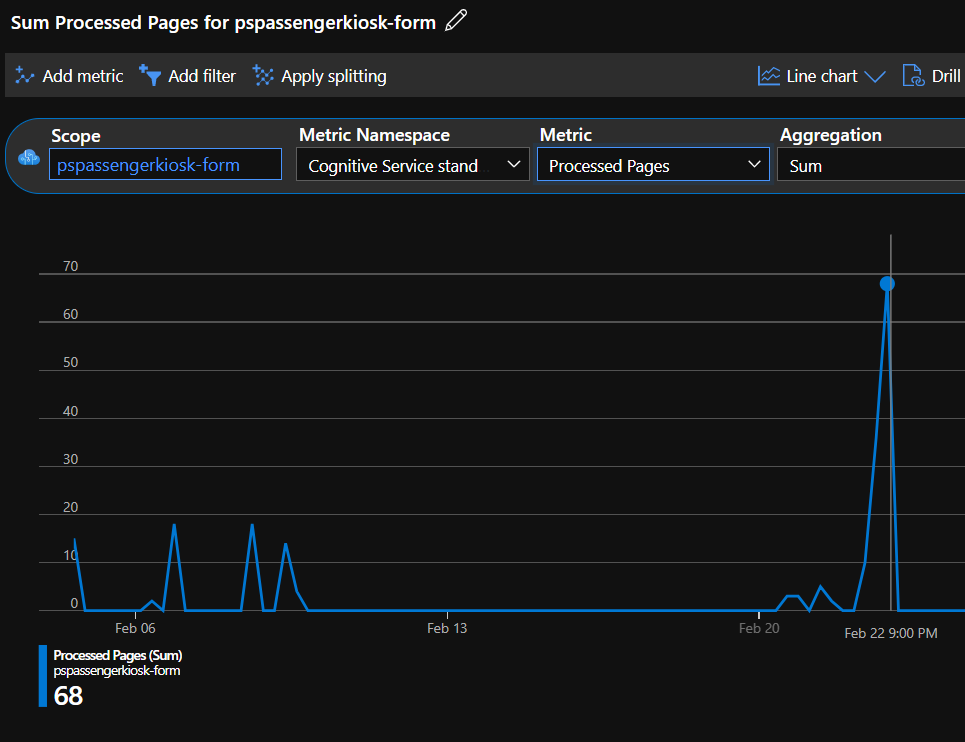 Sum Processed Pages for pspassengerkiosk-form
Add metric Add filter Apply splitting Line chart Drill
Scope Metric Namespace Metric Aggregation
pspassengerkiosk-form Cognitive Service stand Processed Pages Sum
70
60
50
40
30
20
10
0
Feb 06 Feb 13 Feb 20 Feb 22 9:00 PM
Processed Pages (Sum)
pspassengerkiosk-form
68